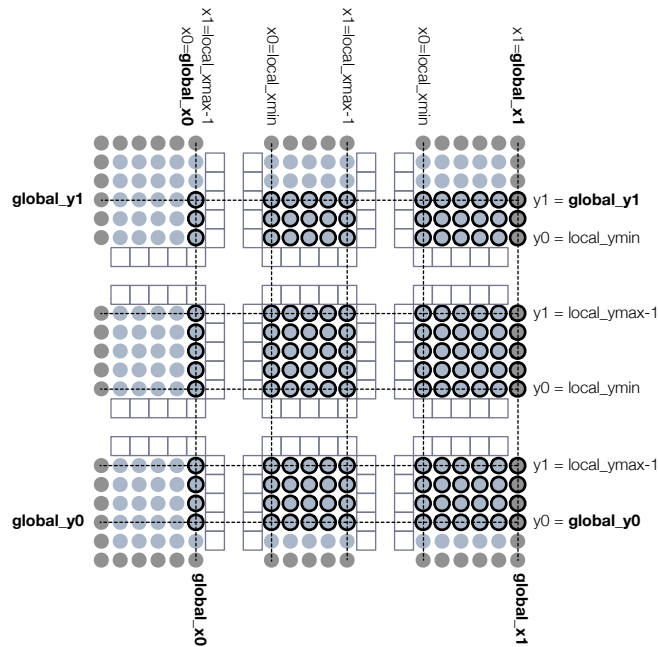 x0=global_x0
x1=local_xmax-1
x0=local_xmin
x1=local_xmax-1
x0=local_xmin
x1=global_x1
global_y1
y1 = global_y1
y0 = local_ymin
y1 = local_ymax-1
y0 = local_ymin
y1 = local_ymax-1
global_y0
y0 = global_y0
global_x0
global_x1